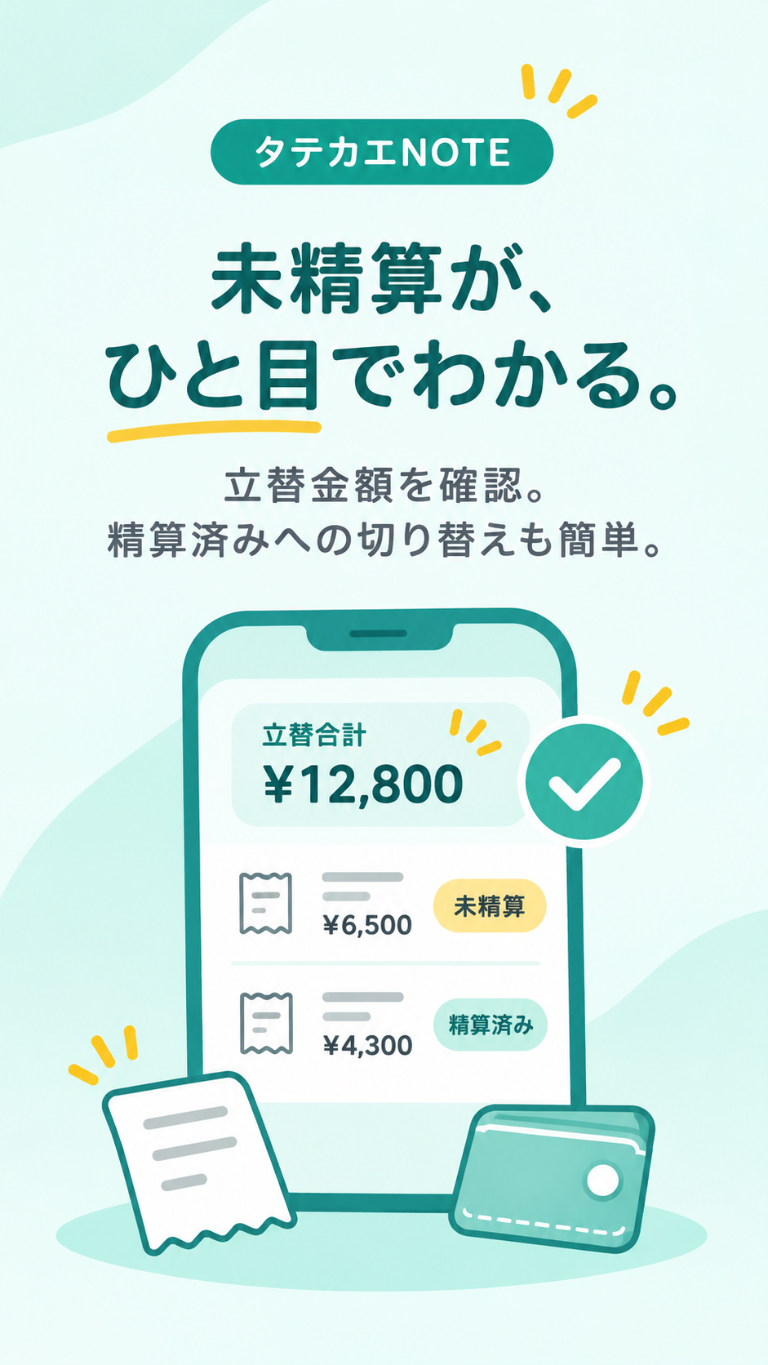 タテカエNOTE
未精算が、
ひと目でわかる。
立替金額を確認。
精算済みへの切り替えも簡単。
立替合計
¥12,800
¥6,500
未精算
¥4,300
精算済み